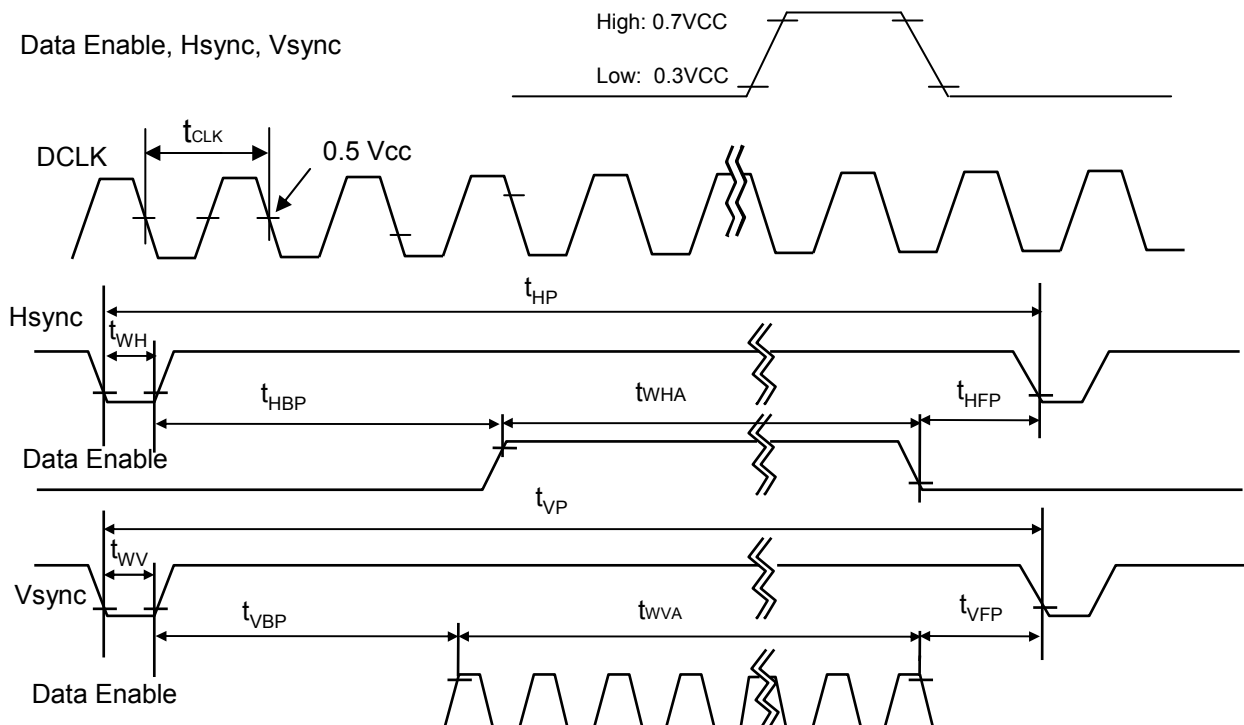 High: 0.7VCC
Data Enable, Hsync, Vsync
Low: 0.3VCC
tCLK
DCLK
0.5 Vcc
tHP
Hsync
tWH
tHBP
tWHA
tHFP
Data Enable
tVP
tWV
Vsync
tVBP
tWVA
tVFP
Data Enable